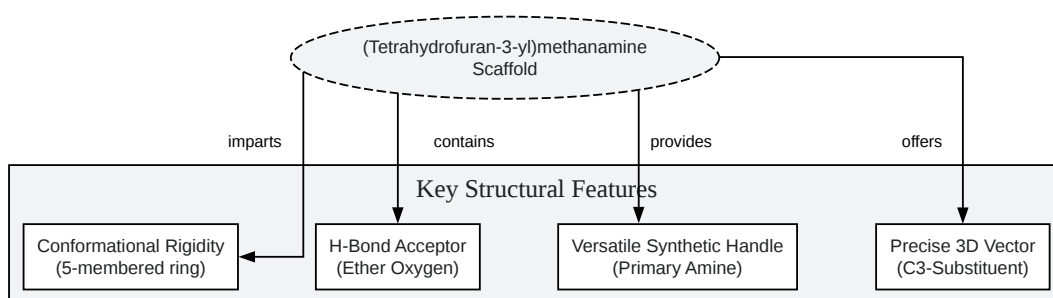 (Tetrahydrofuran-3-yl)methanamine
Scaffold
imparts
contains
provides
offers
Key Structural Features
Conformational Rigidity
(5-membered ring)
H-Bond Acceptor
(Ether Oxygen)
Versatile Synthetic Handle
(Primary Amine)
Precise 3D Vector
(C3-Substituent)